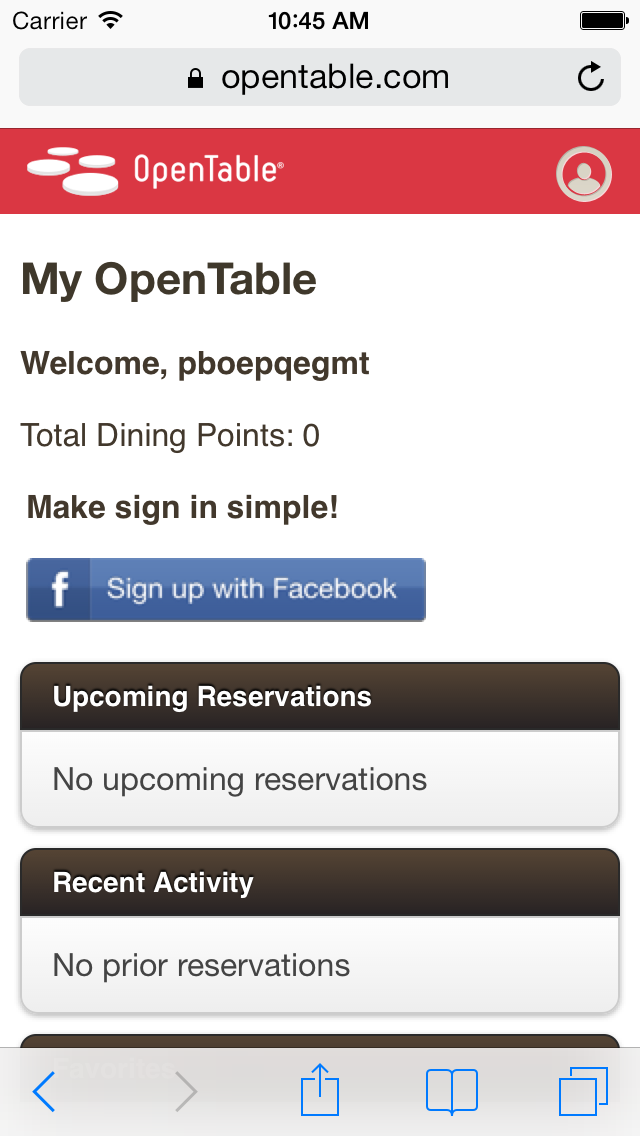 Carrier 10:45 AM
opentable.com
OpenTable®
My OpenTable
Welcome, pboepqegmt
Total Dining Points: 0
Make sign in simple!
f Sign up with Facebook
Upcoming Reservations
No upcoming reservations
Recent Activity
No prior reservations
Favorites